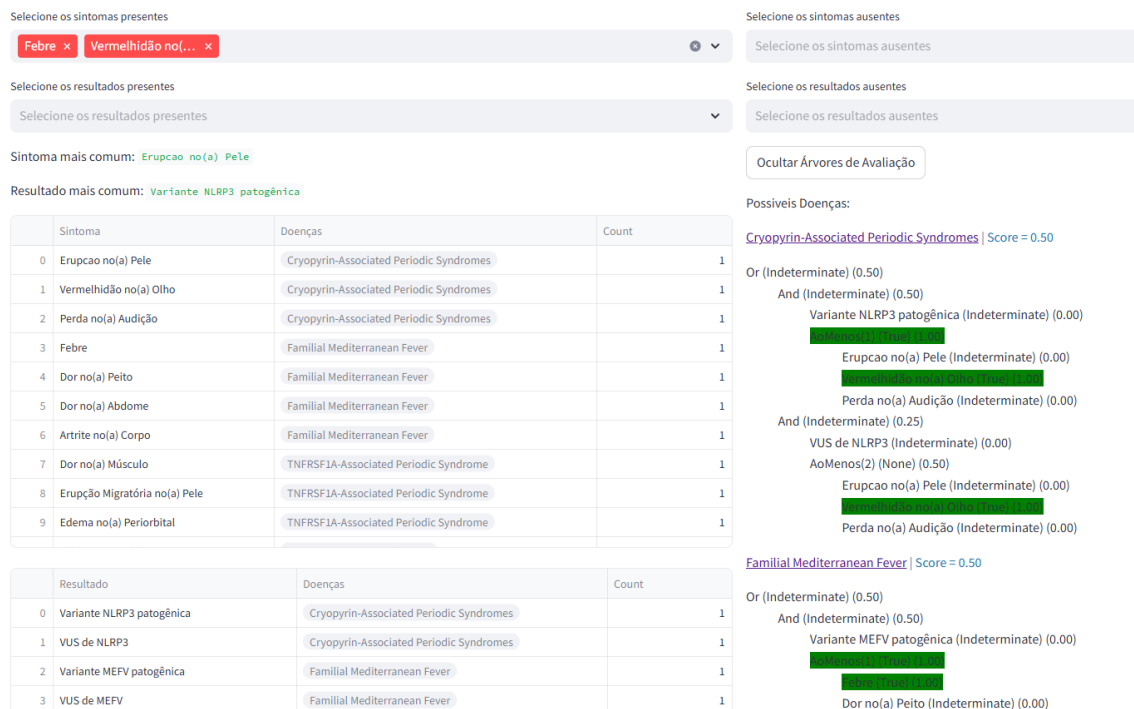 Selecione os sintomas presentes
Febre ×
Vermelhidão no(... ×
Selecione os resultados presentes
Selecione os resultados presentes
Sintoma mais comum: Erupcao no(a) Pele
Resultado mais comum: Variante NLRP3 patogênica
Sintoma Doenças Count
0 Erupcao no(a) Pele Cryopyrin-Associated Periodic Syndromes 1
1 Vermelhidão no(a) Olho Cryopyrin-Associated Periodic Syndromes 1
2 Perda no(a) Audição Cryopyrin-Associated Periodic Syndromes 1
3 Febre Familial Mediterranean Fever 1
4 Dor no(a) Peito Familial Mediterranean Fever 1
5 Dor no(a) Abdome Familial Mediterranean Fever 1
6 Artrite no(a) Corpo Familial Mediterranean Fever 1
7 Dor no(a) Músculo TNFRSF1A-Associated Periodic Syndrome 1
8 Erupção Migratória no(a) Pele TNFRSF1A-Associated Periodic Syndrome 1
9 Edema no(a) Periorbital TNFRSF1A-Associated Periodic Syndrome 1
Resultado Doenças Count
0 Variante NLRP3 patogênica Cryopyrin-Associated Periodic Syndromes 1
1 VUS de NLRP3 Cryopyrin-Associated Periodic Syndromes 1
2 Variante MEFV patogênica Familial Mediterranean Fever 1
3 VUS de MEFV Familial Mediterranean Fever 1
Selecione os sintomas ausentes
Selecione os sintomas ausentes
Selecione os resultados ausentes
Selecione os resultados ausentes
Ocultar Árvores de Avaliação
Possiveis Doenças:
Cryopyrin-Associated Periodic Syndromes | Score = 0.50
Or (Indeterminate) (0.50)
And (Indeterminate) (0.50)
Variante NLRP3 patogênica (Indeterminate) (0.00)
AoMenos(1) (True) (1.00)
Erupcao no(a) Pele (Indeterminate) (0.00)
Vermelhidão no(a) Olho (True) (1.00)
Perda no(a) Audição (Indeterminate) (0.00)
And (Indeterminate) (0.25)
VUS de NLRP3 (Indeterminate) (0.00)
AoMenos(2) (None) (0.50)
Erupcao no(a) Pele (Indeterminate) (0.00)
Vermelhidão no(a) Olho (True) (1.00)
Perda no(a) Audição (Indeterminate) (0.00)
Familial Mediterranean Fever | Score = 0.50
Or (Indeterminate) (0.50)
And (Indeterminate) (0.50)
Variante MEFV patogênica (Indeterminate) (0.00)
AoMenos(1) (True) (1.00)
Febre (True) (1.00)
Dor no(a) Peito (Indeterminate) (0.00)